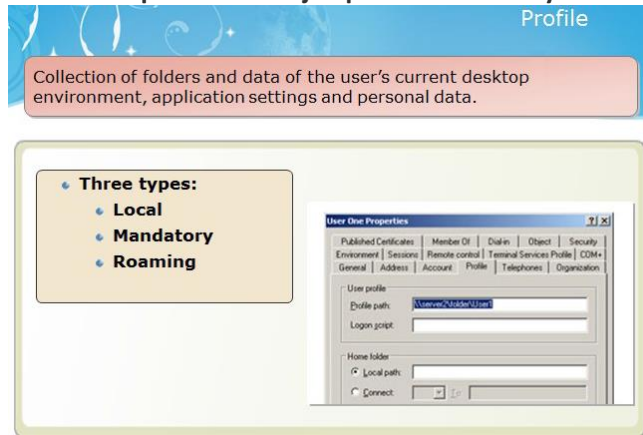 Profile
Collection of folders and data of the user's current desktop
environment, application settings and personal data.
Three types:
Local
Mandatory
Roaming
User One Properties
Published Certificates Member Of Dial-in Object Security
Environment Sessions Remote control Terminal Services Profile COM+
General Address Account Profile Telephones Organization
User profile
Profile path: \\server2\folder\User1
Logon script:
Home folder
Local path:
Connect: To: